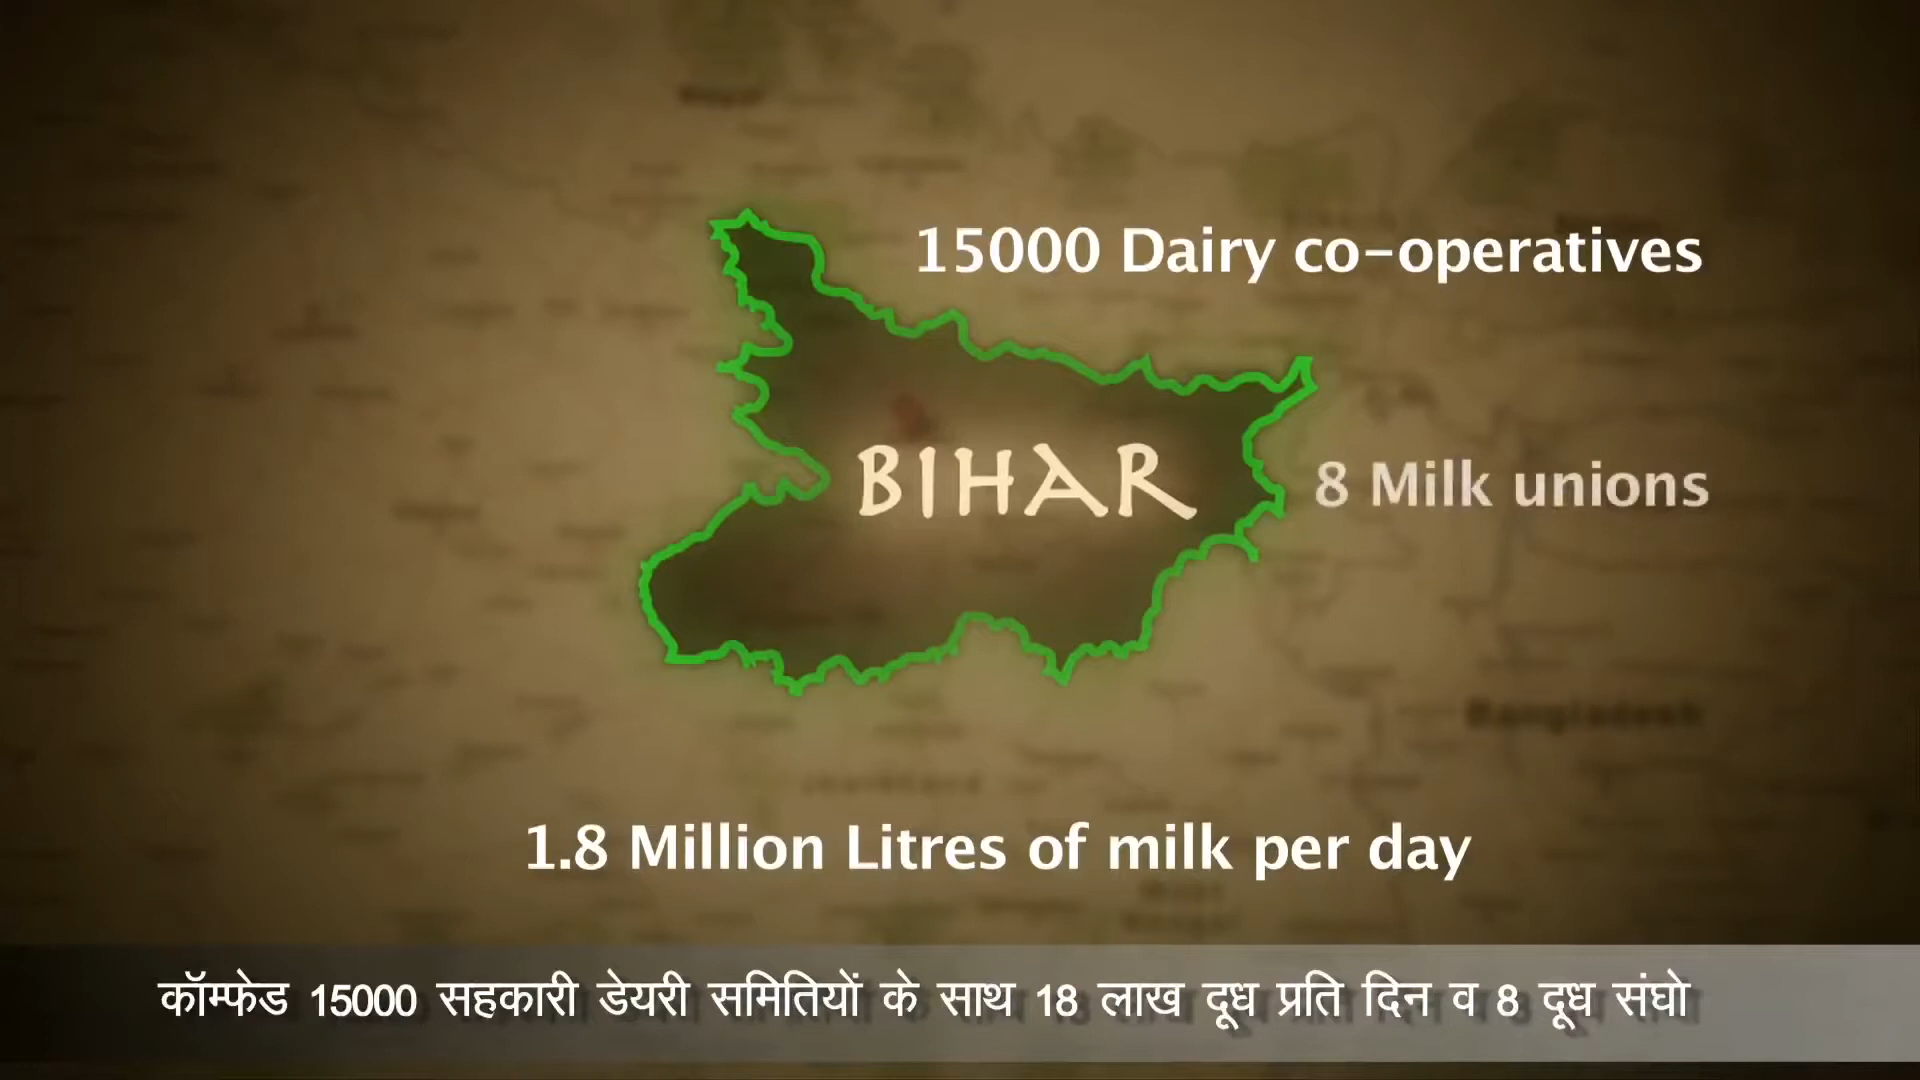 15000 Dairy co-operatives
BIHAR
8 Milk unions
Bangladesh
1.8 Million Litres of milk per day
कॉम्फेड 15000 सहकारी डेयरी समितियों के साथ 18 लाख दूध प्रति दिन व 8 दूध संघो